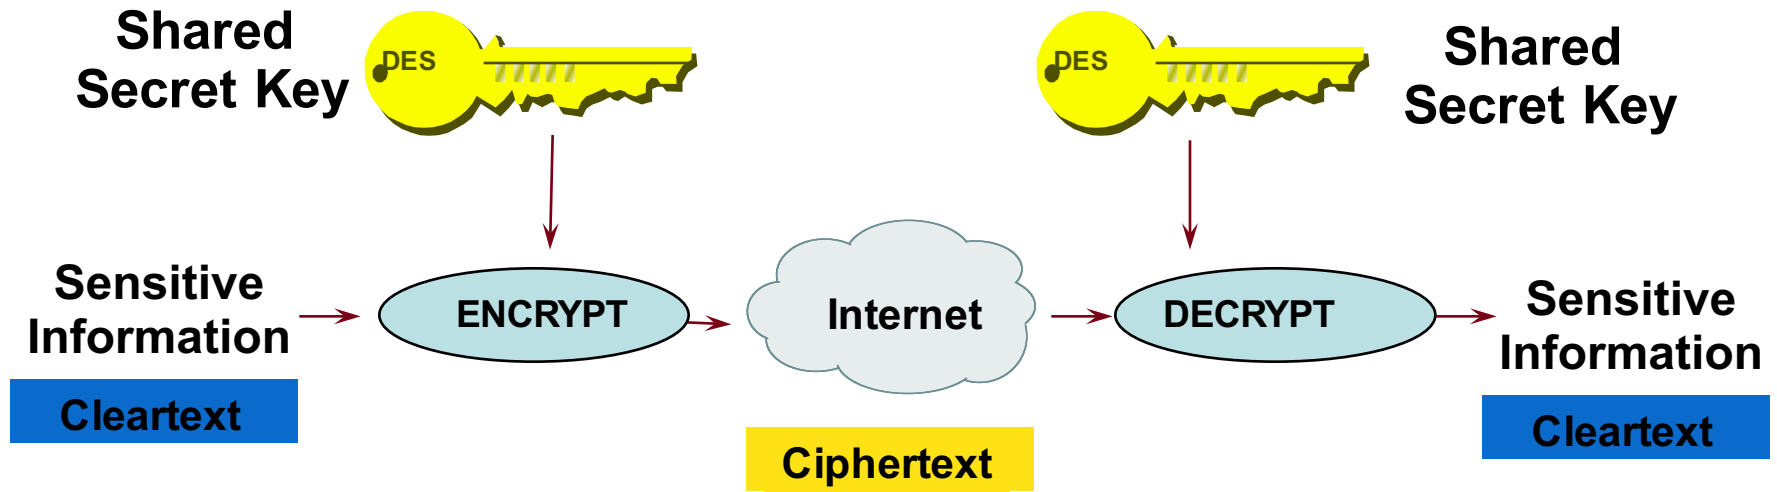 Shared
Secret Key
DES
DES
Shared
Secret Key
Sensitive
Information
Cleartext
ENCRYPT
Internet
Ciphertext
DECRYPT
Sensitive
Information
Cleartext